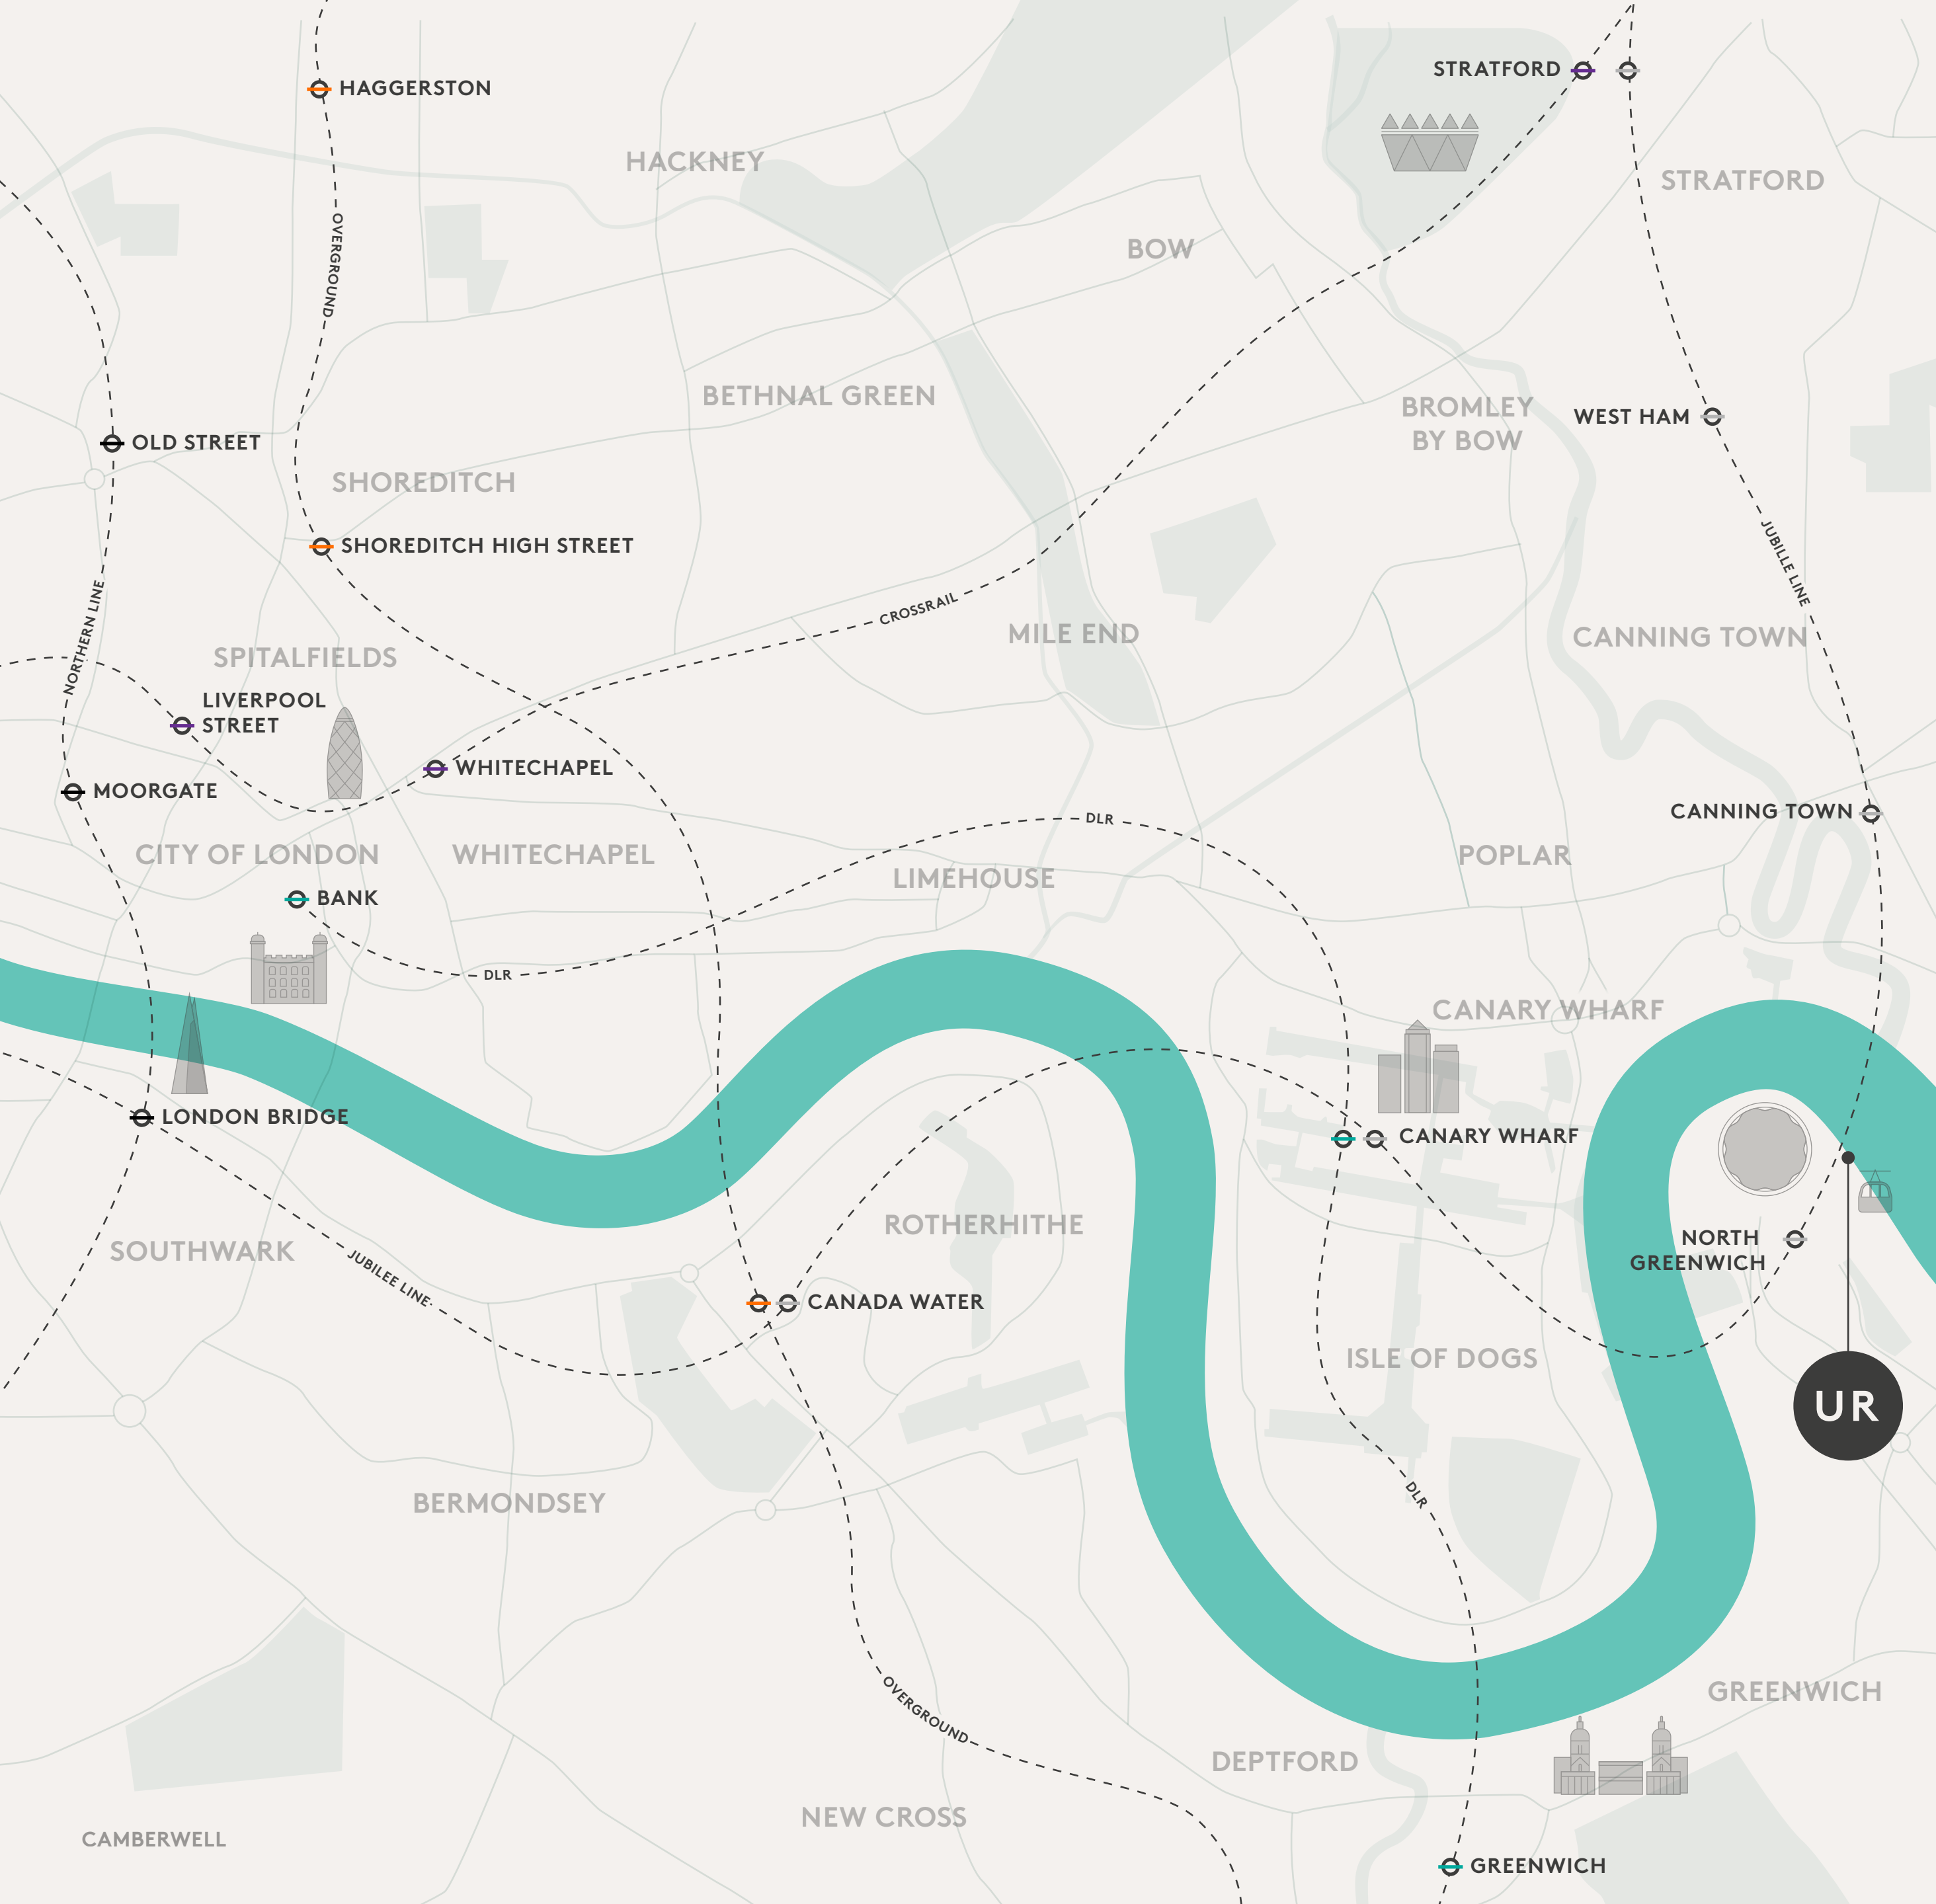 STRATFORD
HAGGERSTON
HACKNEY
STRATFORD
OVERGROUND
BOW
BETHNAL GREEN
BROMLEY
BY BOW
WEST HAM
OLD STREET
SHOREDITCH
SHOREDITCH HIGH STREET
JUBILLE LINE
NORTHERN LINE
CROSSRAIL
MILE END
CANNING TOWN
SPITALFIELDS
LIVERPOOL
STREET
WHITECHAPEL
MOORGATE
CANNING TOWN
DLR
CITY OF LONDON
WHITECHAPEL
POPLAR
LIMEHOUSE
BANK
DLR
CANARY WHARF
LONDON BRIDGE
CANARY WHARF
ROTHERHITHE
NORTH
GREENWICH
SOUTHWARK
JUBILEE LINE
CANADA WATER
ISLE OF DOGS
UR
DLR
BERMONDSEY
OVERGROUND
GREENWICH
DEPTFORD
NEW CROSS
CAMBERWELL
GREENWICH